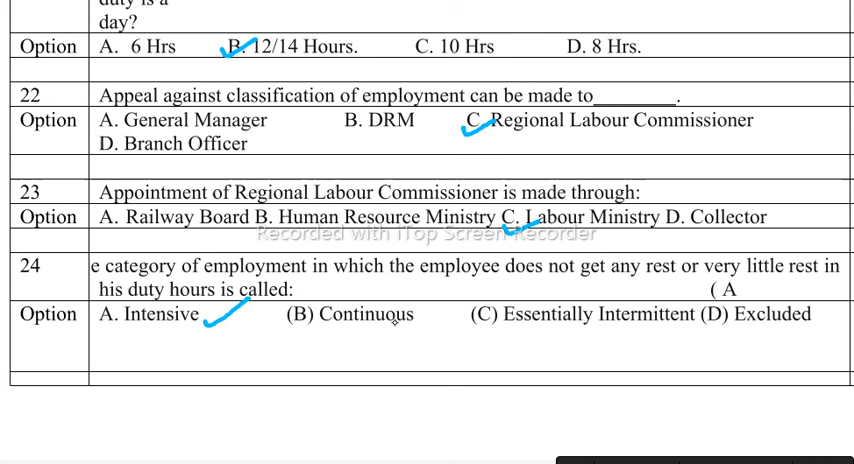 day?
Option A. 6 Hrs B. 12/14 Hours. C. 10 Hrs D. 8 Hrs.
22 Appeal against classification of employment can be made to________.
Option A. General Manager B. DRM C. Regional Labour Commissioner
D. Branch Officer
23 Appointment of Regional Labour Commissioner is made through:
Option A. Railway Board B. Human Resource Ministry C. Labour Ministry D. Collector
Recorded with iTop Screen Recorder
24 e category of employment in which the employee does not get any rest or very little rest in
his duty hours is called: ( A
Option A. Intensive (B) Continuous (C) Essentially Intermittent (D) Excluded